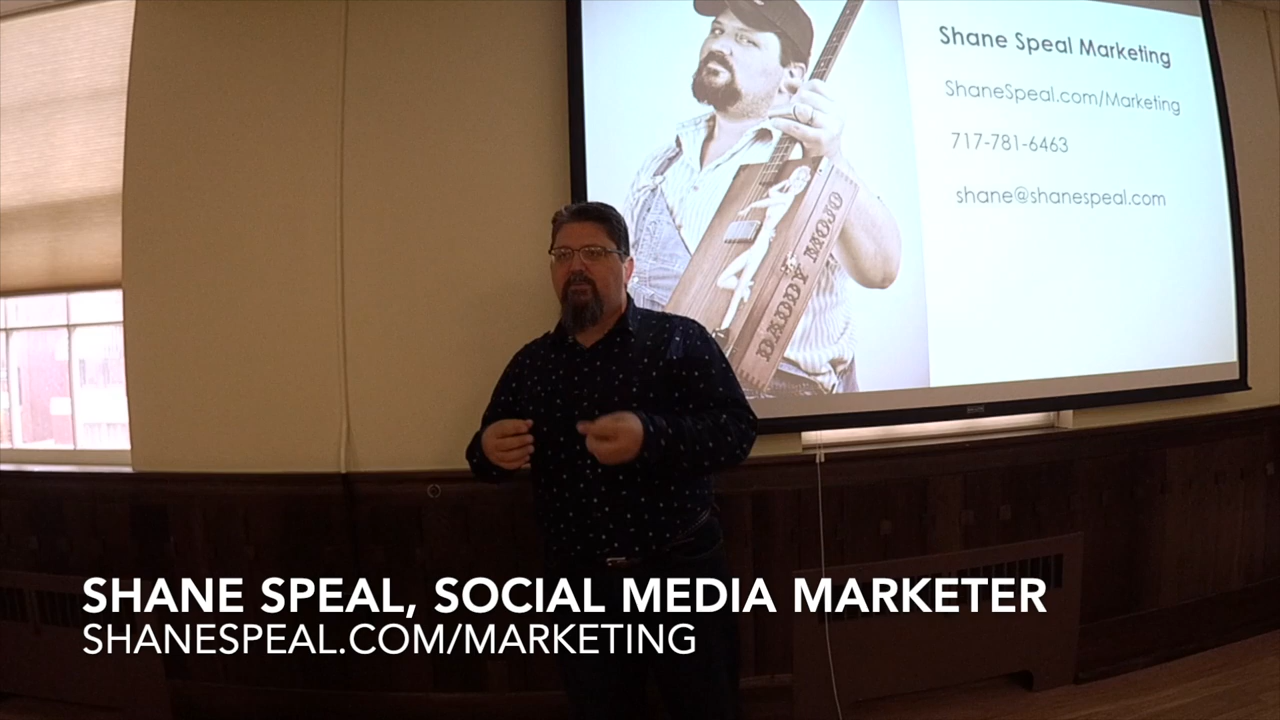 Shane Speal Marketing
ShaneSpeal.com/Marketing
717-781-6463
shane@shanespeal.com
DADDY MOJO
SHANE SPEAL, SOCIAL MEDIA MARKETER
SHANESPEAL.COM/MARKETING